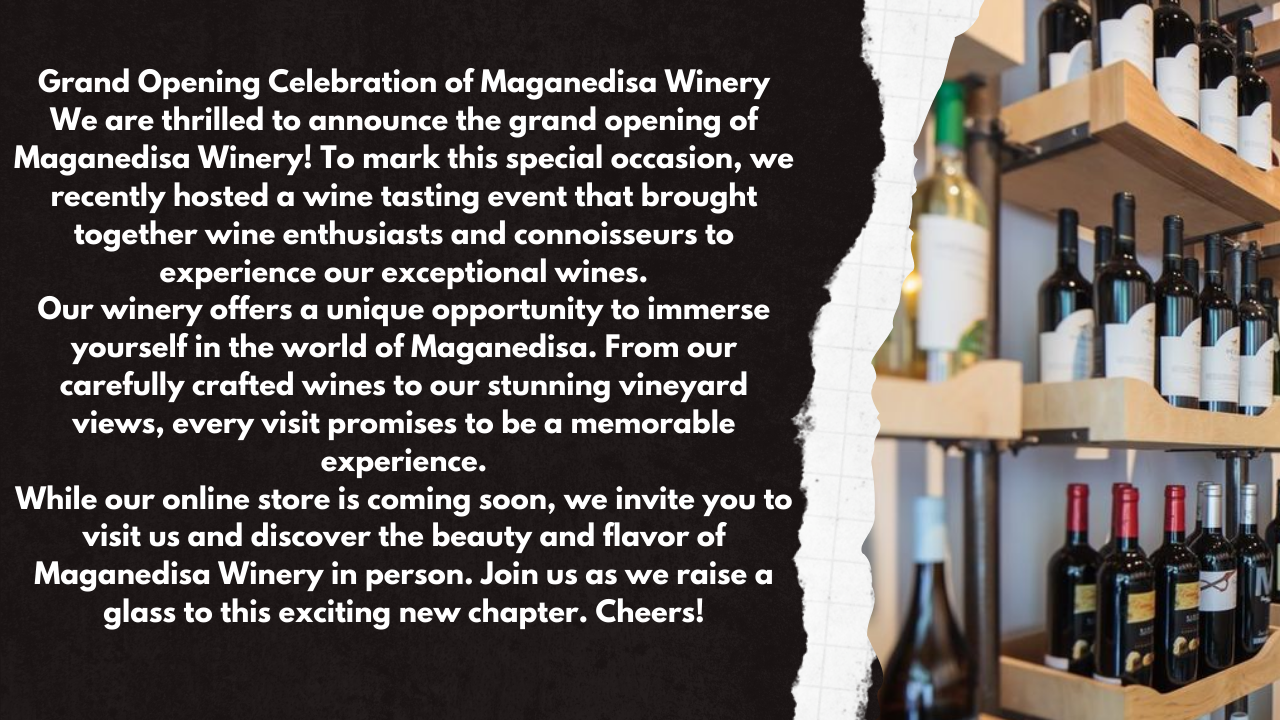 Grand Opening Celebration of Maganedisa Winery
We are thrilled to announce the grand opening of
Maganedisa Winery! To mark this special occasion, we
recently hosted a wine tasting event that brought
together wine enthusiasts and connoisseurs to
experience our exceptional wines.
Our winery offers a unique opportunity to immerse
yourself in the world of Maganedisa. From our
carefully crafted wines to our stunning vineyard
views, every visit promises to be a memorable
experience.
While our online store is coming soon, we invite you to
visit us and discover the beauty and flavor of
Maganedisa Winery in person. Join us as we raise a
glass to this exciting new chapter. Cheers!